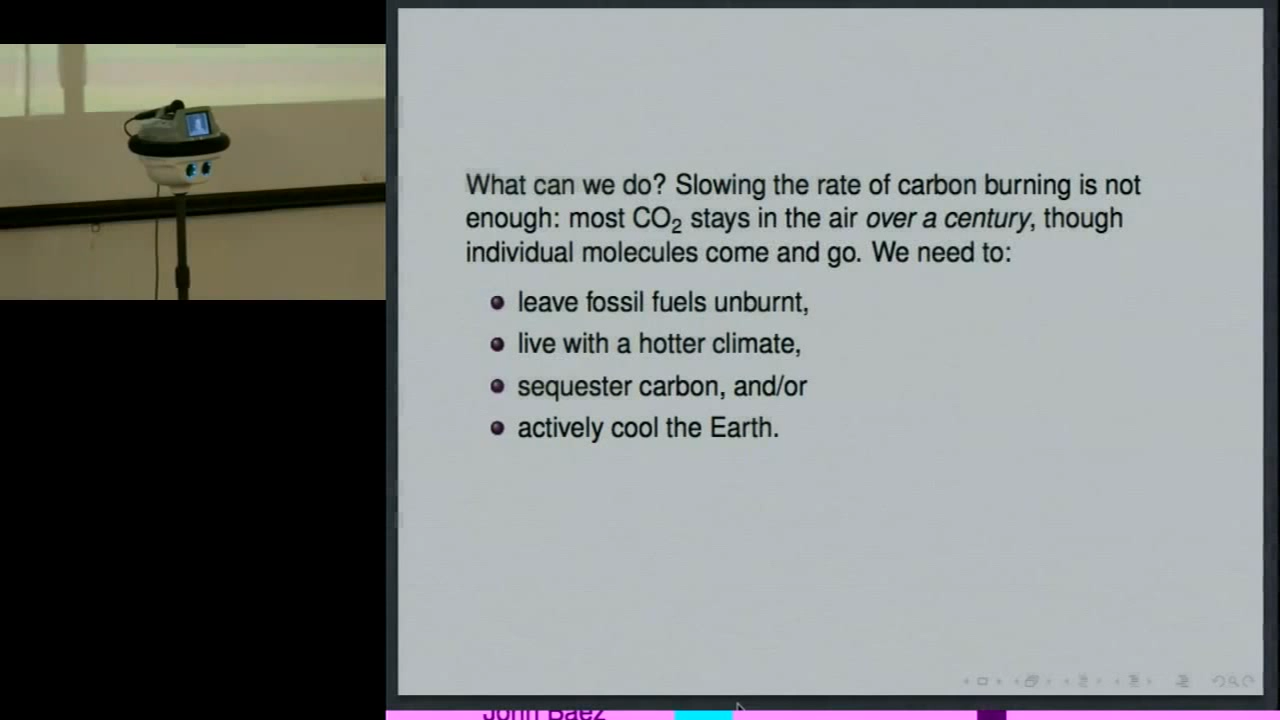 What can we do? Slowing the rate of carbon burning is not
enough: most CO₂ stays in the air over a century, though
individual molecules come and go. We need to:
leave fossil fuels unburnt,
live with a hotter climate,
sequester carbon, and/or
actively cool the Earth.
John Baez